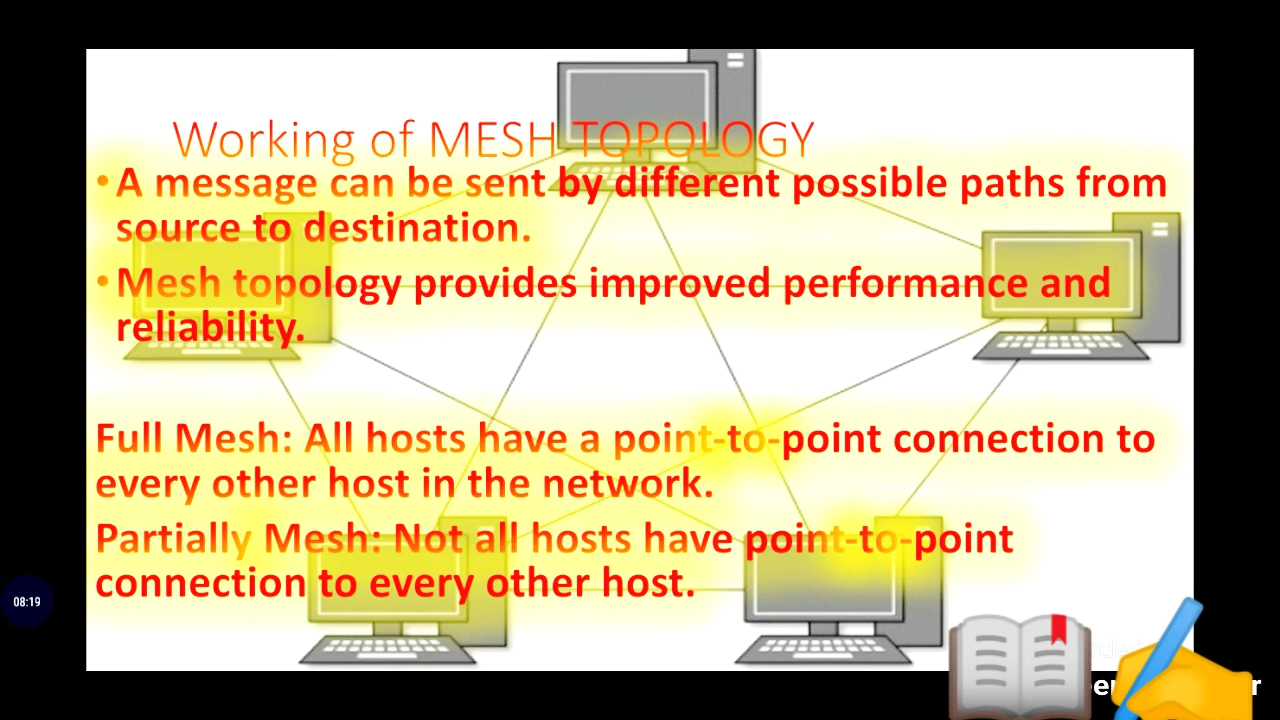 Working of MESH TOPOLOGY
• A message can be sent by different possible paths from
source to destination.
• Mesh topology provides improved performance and
reliability.
Full Mesh: All hosts have a point-to-point connection to
every other host in the network.
Partially Mesh: Not all hosts have point-to-point
connection to every other host.
08:19